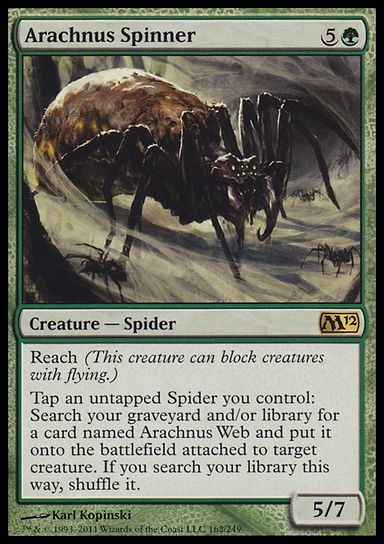 Arachnus Spinner 5
Creature — Spider M12
Reach (This creature can block creatures
with flying.)
Tap an untapped Spider you control:
Search your graveyard and/or library for
a card named Arachnus Web and put it
onto the battlefield attached to target
creature. If you search your library this
way, shuffle it.
5/7
Karl Kopinski
™ & © 1993–2011 Wizards of the Coast LLC 162/249